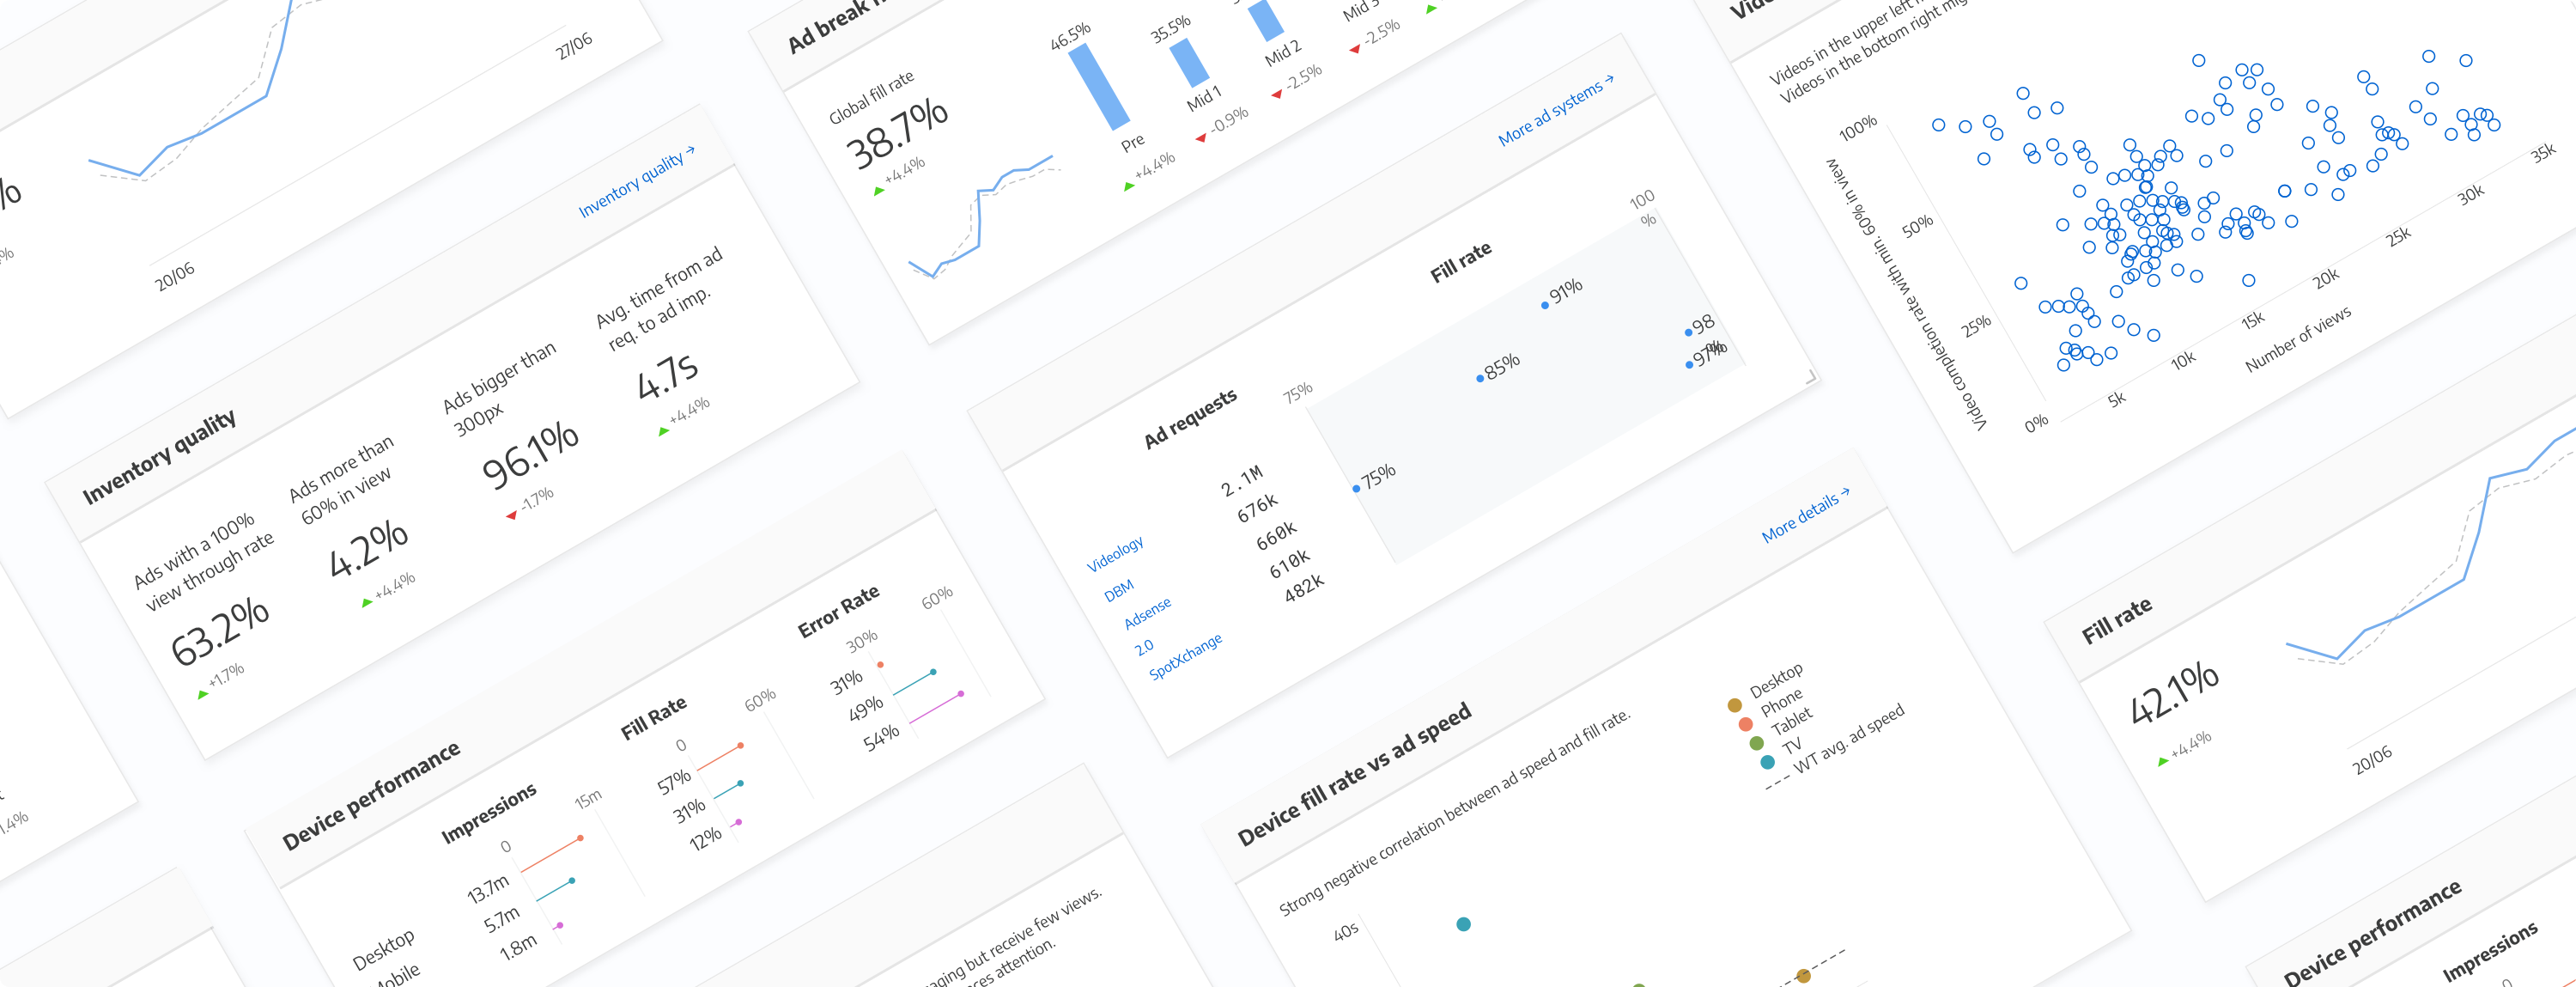 27/06
20/06
Inventory quality →
Inventory quality
Ads with a 100%
view through rate
63.2%
+1.7%
Ads more than
60% in view
4.2%
+4.4%
Ads bigger than
300px
96.1%
-1.7%
Avg. time from ad
req. to ad imp.
4.7s
+4.4%
Ad break
Global fill rate
38.7%
+4.4%
46.5%
Pre
+4.4%
35.5%
Mid 1
-0.9%
Mid 2
-2.5%
Mid 3
-2.5%
More ad systems →
Ad requests
Fill rate
75%
100
%
Videology
2.1M
91%
DBM
676k
85%
Adsense
660k
98
2.0
610k
97%
SpotXchange
482k
75%
Videos in the upper left
Videos in the bottom right
Video completion rate with min. 60% in view
100%
50%
25%
0%
5k
10k
15k
20k
25k
30k
35k
Number of views
Device performance
Impressions
0
15m
Fill Rate
0
60%
Error Rate
30%
60%
Desktop
13.7m
57%
31%
Mobile
5.7m
31%
49%
1.8m
12%
54%
but receive few views.
attention.
More details →
Device fill rate vs ad speed
Strong negative correlation between ad speed and fill rate.
Desktop
Phone
Tablet
TV
WT avg. ad speed
40s
Fill rate
42.1%
+4.4%
20/06
Device performance
Impressions
0